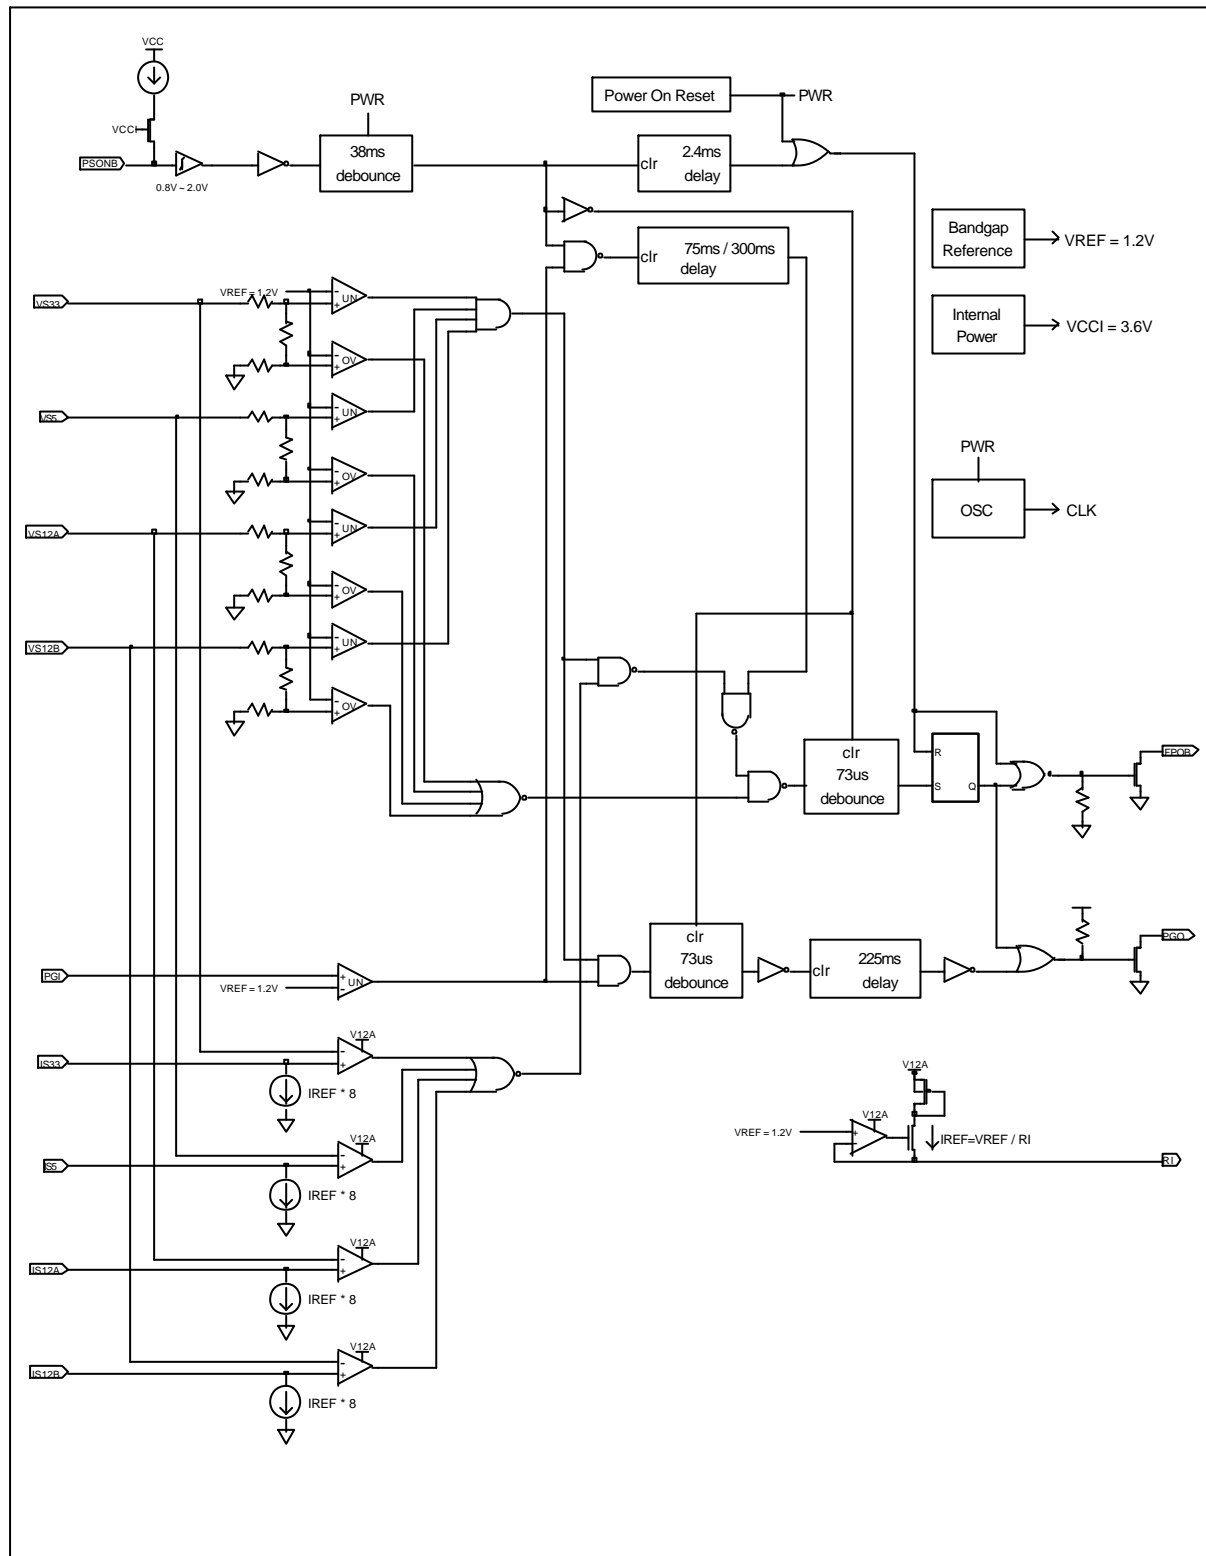 VCC
PWR
Power On Reset
PWR
VCCI
PSONB
38ms
debounce
clr
2.4ms
delay
0.8V ~ 2.0V
Bandgap
Reference
VREF = 1.2V
clr
75ms / 300ms
delay
VS33
VREF = 1.2V
UN
Internal
Power
VCCI = 3.6V
OV
VS5
UN
PWR
OV
OSC
CLK
VS12A
UN
OV
VS12B
UN
OV
clr
73us
debounce
R
S
Q
FPOB
clr
73us
debounce
clr
225ms
delay
PGO
PGI
VREF = 1.2V
UN
V12A
IS33
IREF * 8
V12A
V12A
VREF = 1.2V
IREF=VREF / RI
RI
V12A
IS5
IREF * 8
V12A
IS12A
IREF * 8
V12A
IS12B
IREF * 8